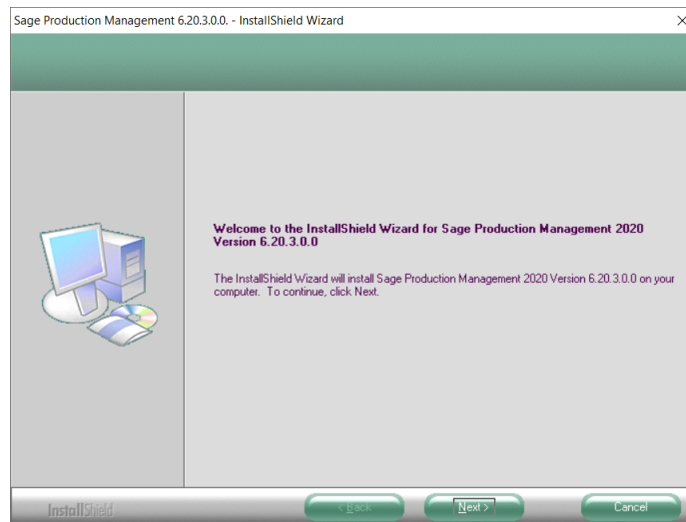 Sage Production Management 6.20.3.0.0. - InstallShield Wizard
Welcome to the InstallShield Wizard for Sage Production Management 2020
Version 6.20.3.0.0
The InstallShield Wizard will install Sage Production Management 2020 Version 6.20.3.0.0 on your
computer. To continue, click Next.
InstallShield
< Back
Next >
Cancel